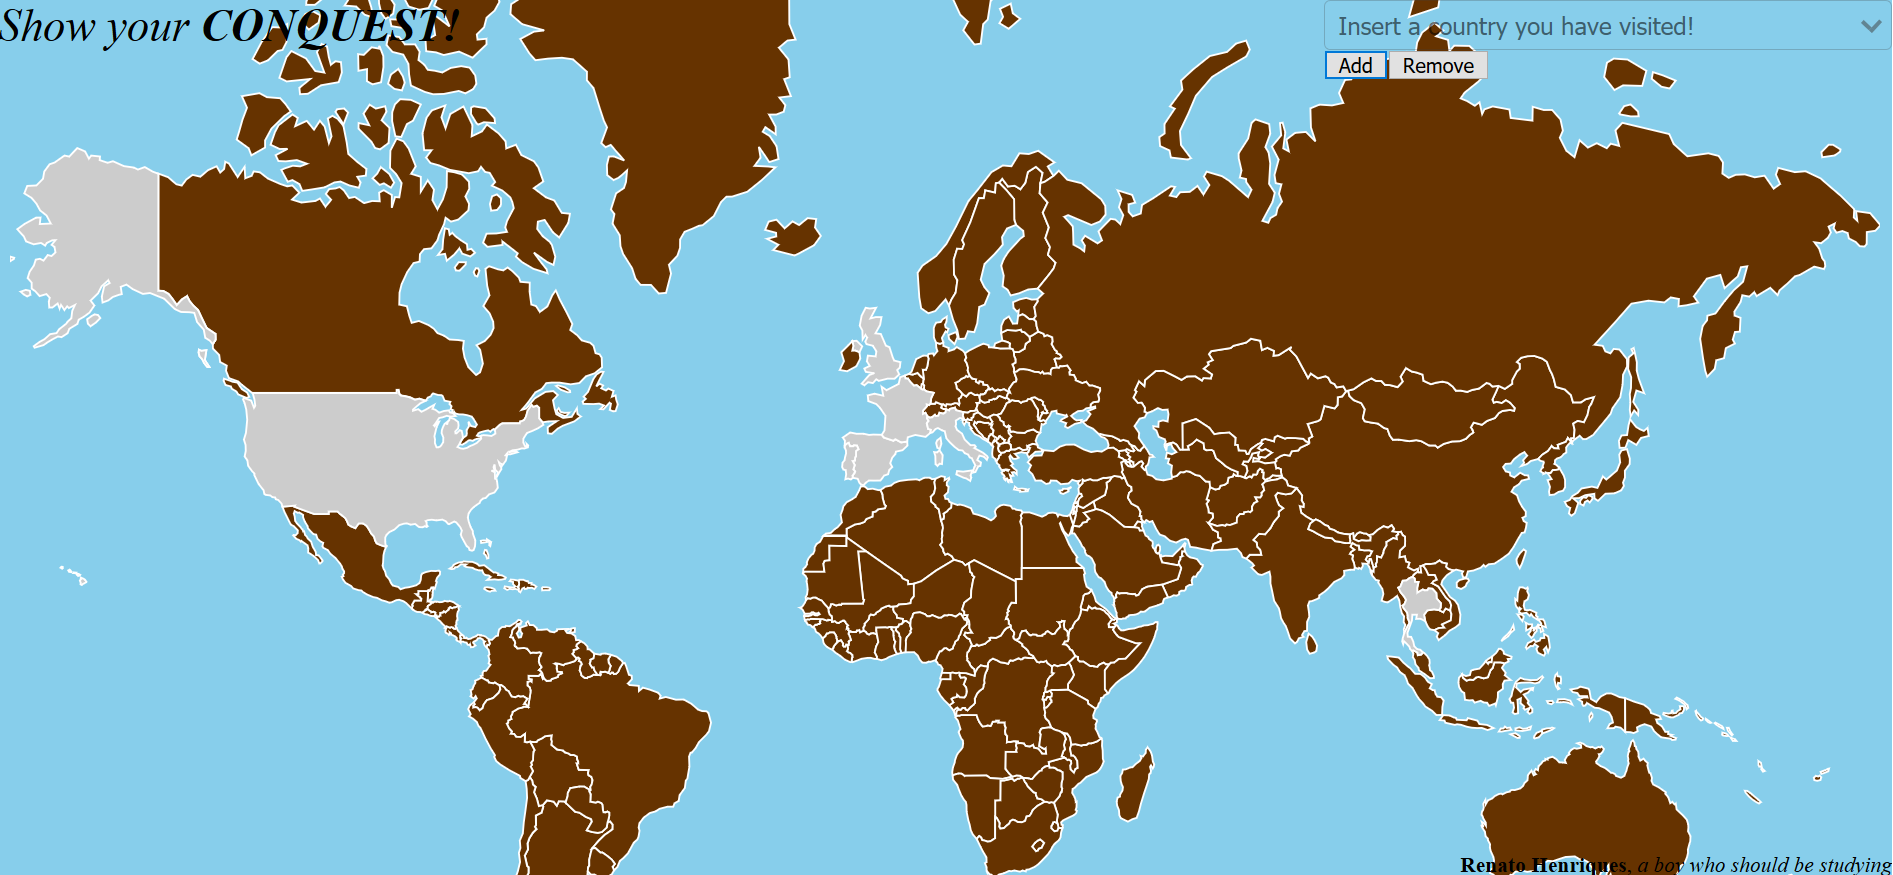 Show your CONQUEST!
Insert a country you have visited!
Add Remove
Renato Henriques, a boy who should be studying